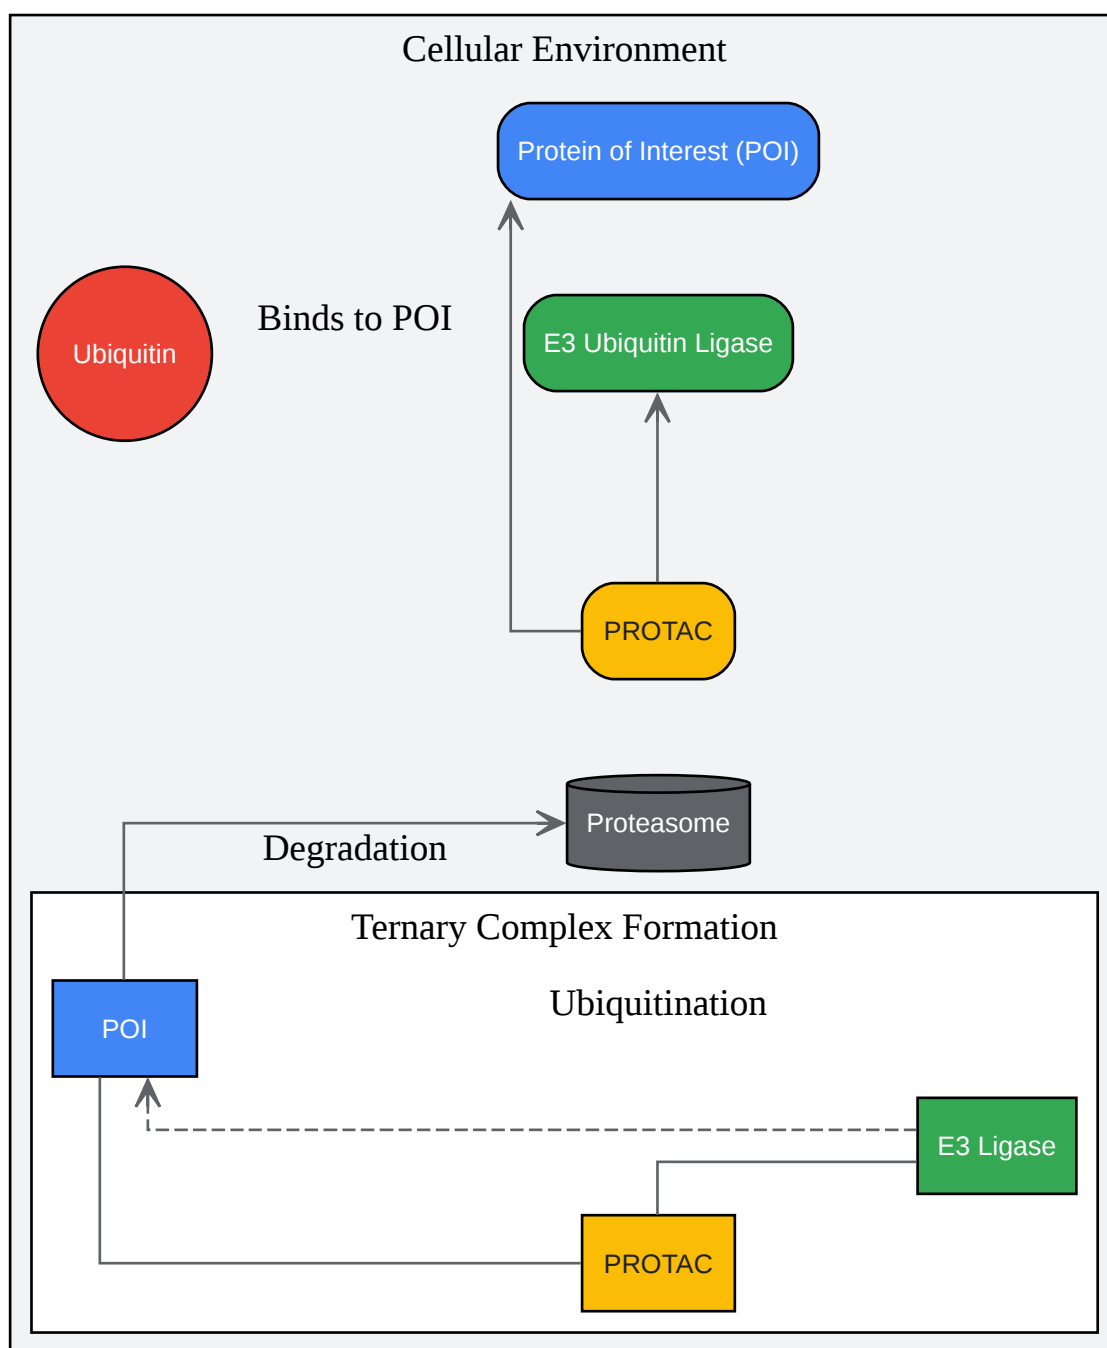 Cellular Environment
Protein of Interest (POI)
Binds to POI
E3 Ubiquitin Ligase
Ubiquitin
PROTAC
Proteasome
Degradation
Ternary Complex Formation
Ubiquitination
POI
E3 Ligase
PROTAC